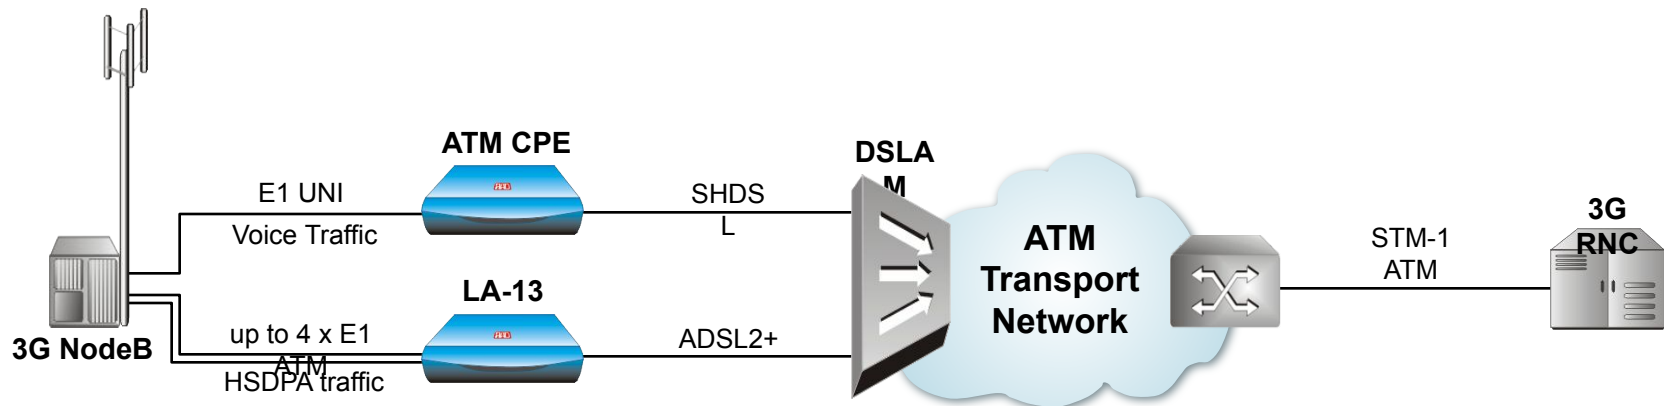 ATM CPE
DSLA
M
E1 UNI
SHDS
L
Voice Traffic
3G
RNC
ATM
Transport
Network
STM-1
ATM
LA-13
up to 4 x E1
ATM
HSDPA traffic
ADSL2+
3G NodeB